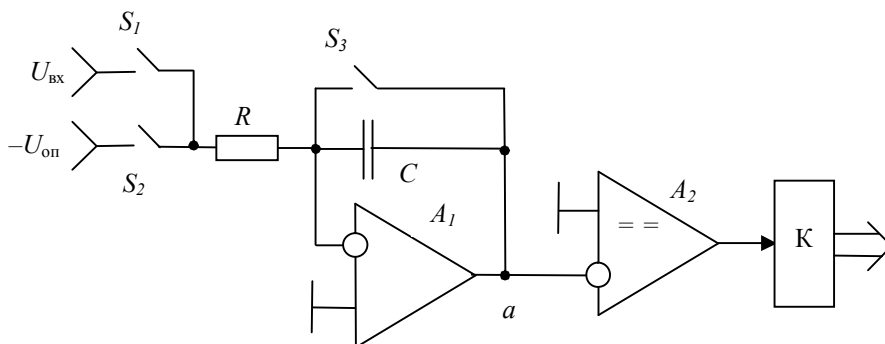 S₁
S₃
Uвх
R
–Uоп
S₂
C
A₁
A₂
= =
К
a